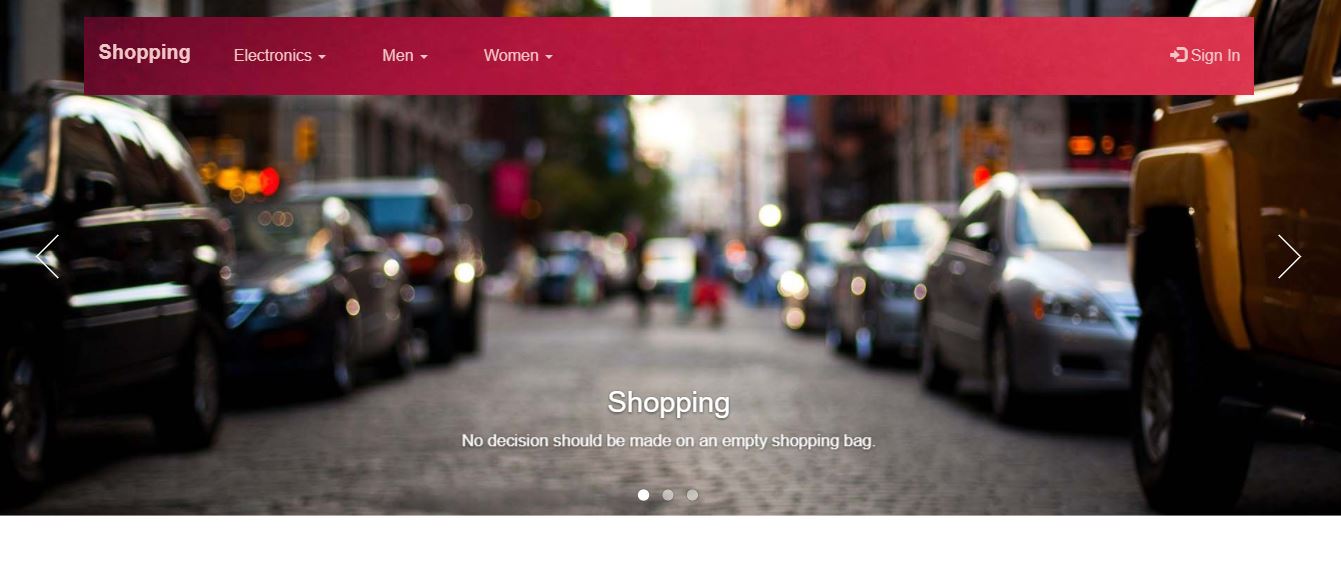 Shopping
Electronics
Men
Women
Sign In
Shopping
No decision should be made on an empty shopping bag.